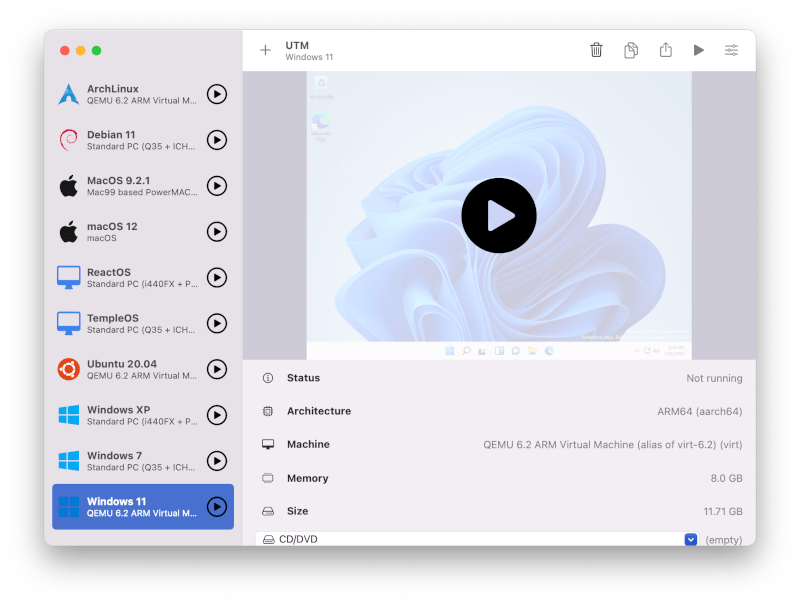 UTM
Windows 11
ArchLinux
QEMU 6.2 ARM Virtual M...
Debian 11
Standard PC (Q35 + ICH...
MacOS 9.2.1
Mac99 based PowerMAC...
macOS 12
macOS
ReactOS
Standard PC (i440FX + P...
TempleOS
Standard PC (Q35 + ICH...
Ubuntu 20.04
QEMU 6.2 ARM Virtual M...
Windows XP
Standard PC (i440FX + P...
Windows 7
Standard PC (Q35 + ICH...
Windows 11
QEMU 6.2 ARM Virtual M...
Status Not running
Architecture ARM64 (aarch64)
Machine QEMU 6.2 ARM Virtual Machine (alias of virt-6.2) (virt)
Memory 8.0 GB
Size 11.71 GB
CD/DVD (empty)